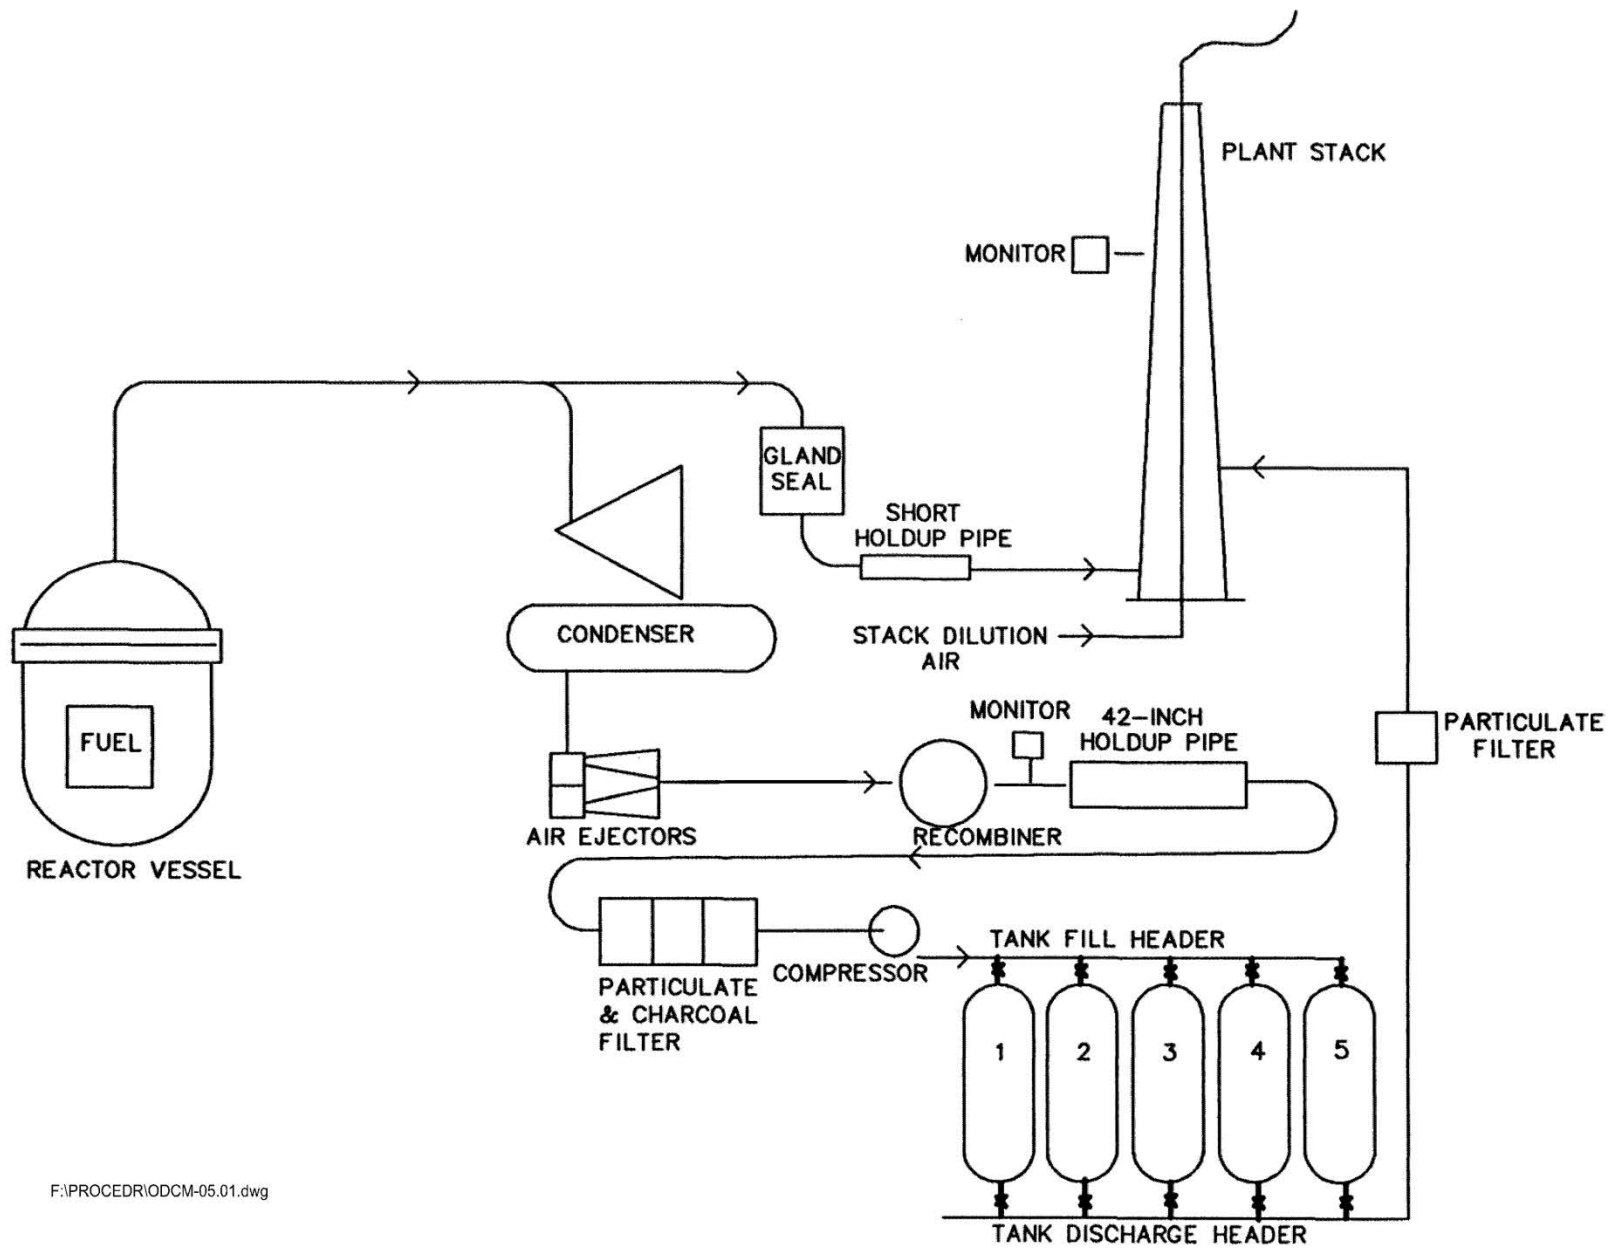 PLANT STACK
MONITOR
GLAND
SEAL
SHORT
HOLDUP PIPE
CONDENSER
STACK DILUTION
AIR
FUEL
REACTOR VESSEL
AIR EJECTORS
RECOMBINER
MONITOR
42-INCH
HOLDUP PIPE
PARTICULATE
FILTER
PARTICULATE
& CHARCOAL
FILTER
COMPRESSOR
TANK FILL HEADER
1
2
3
4
5
TANK DISCHARGE HEADER
F:\PROCEDR\ODCM-05.01.dwg